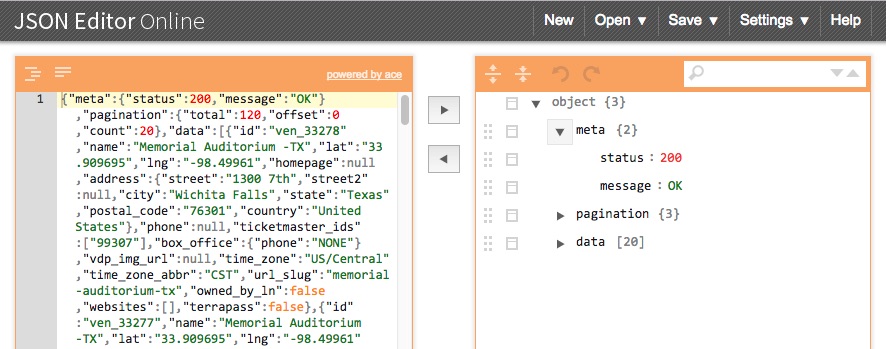 JSON Editor Online
New Open ▼ Save ▼ Settings ▼ Help
powered by ace
1 {"meta":{"status":200,"message":"OK"}
,"pagination":{"total":120,"offset":0
,"count":20},"data":[{"id":"ven_33278"
,"name":"Memorial Auditorium -TX","lat":"33
.909695","lng":"-98.49961","homepage":null
,"address":{"street":"1300 7th","street2"
:null,"city":"Wichita Falls","state":"Texas"
,"postal_code":"76301","country":"United
States"},"phone":null,"ticketmaster_ids"
:["99307"],"box_office":{"phone":"NONE"}
,"vdp_img_url":null,"time_zone":"US/Central"
,"time_zone_abbr":"CST","url_slug":"memorial
-auditorium-tx","owned_by_ln":false
,"websites":[],"terrapass":false},{"id"
:"ven_33277","name":"Memorial Auditorium
-TX","lat":"33.909695","lng":"-98.49961"
object {3}
meta {2}
status : 200
message : OK
pagination {3}
data [20]